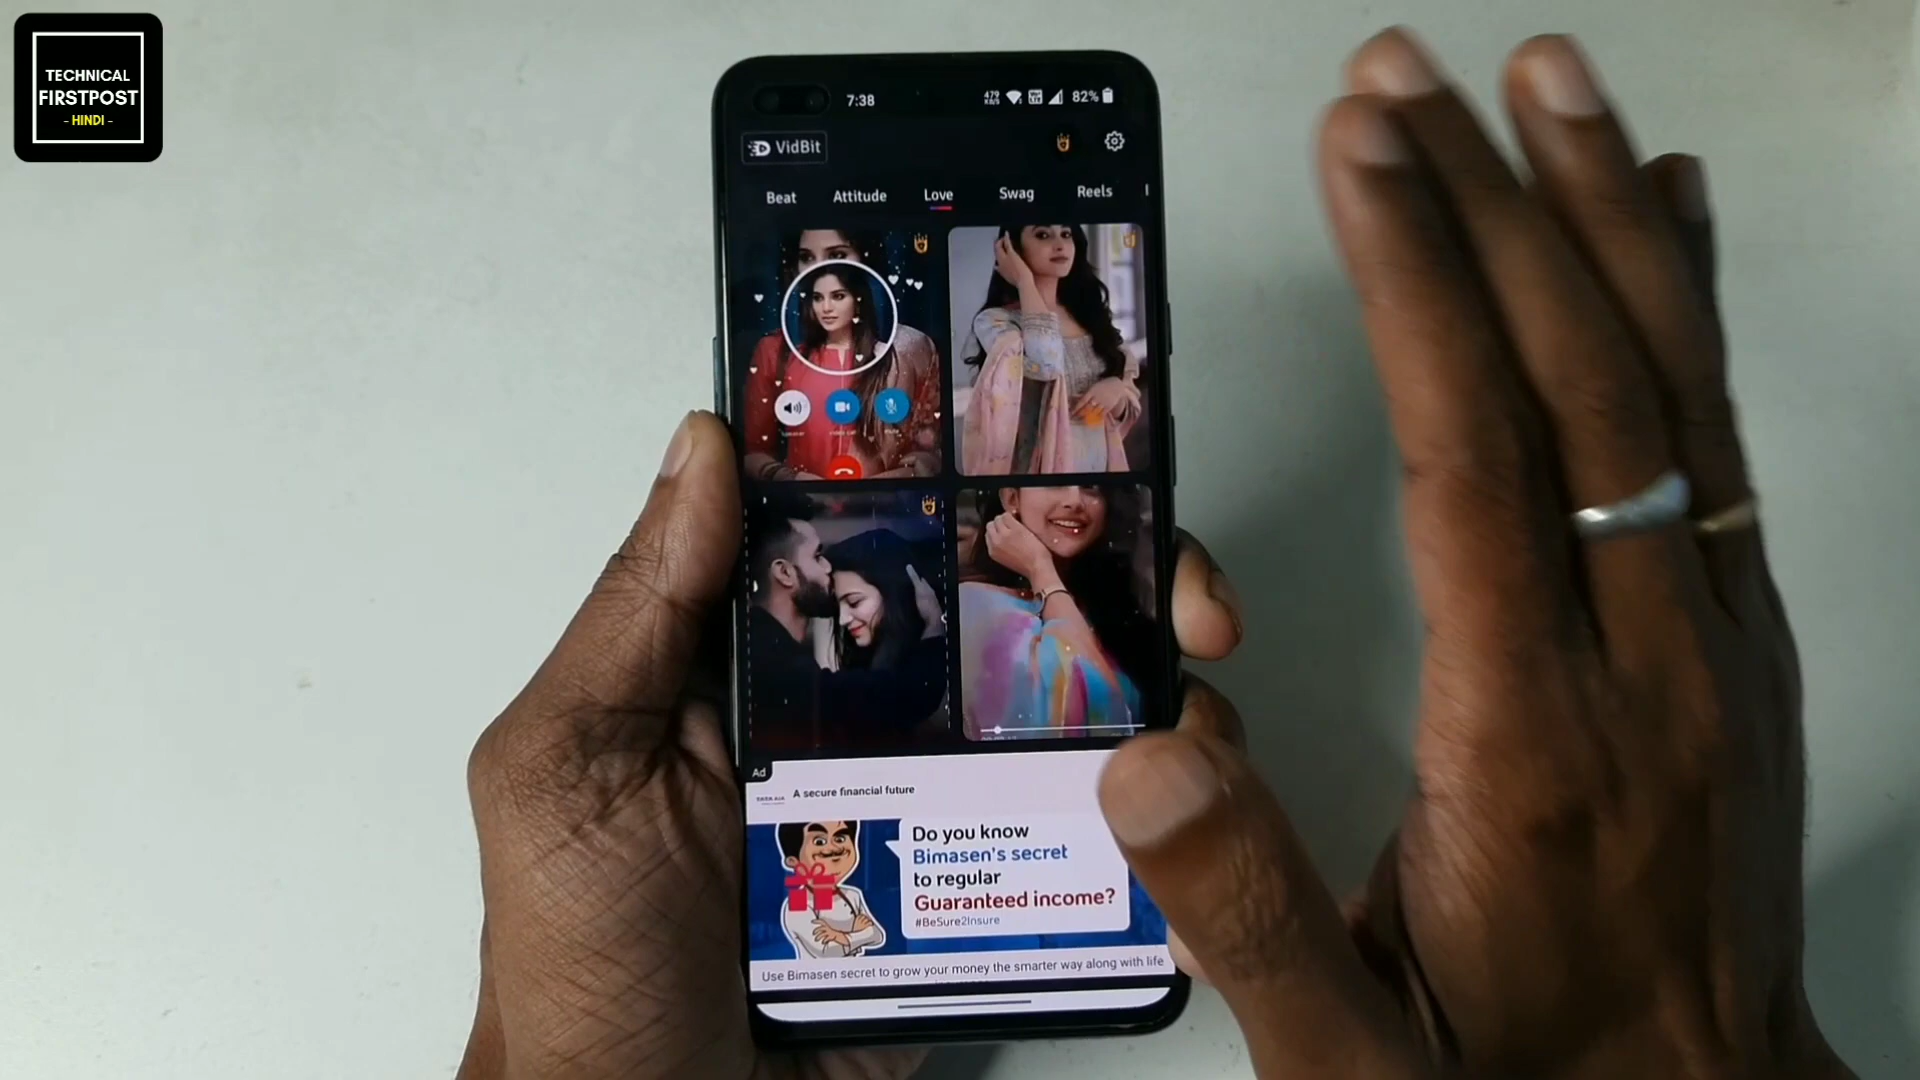 TECHNICAL
FIRSTPOST
- HINDI -
7:38
82%
VidBit
Beat
Attitude
Love
Swag
Reels
Ad
A secure financial future
Do you know
Bimasen's secret
to regular
Guaranteed income?
#BeSure2Insure
Use Bimasen secret to grow your money the smarter way along with life